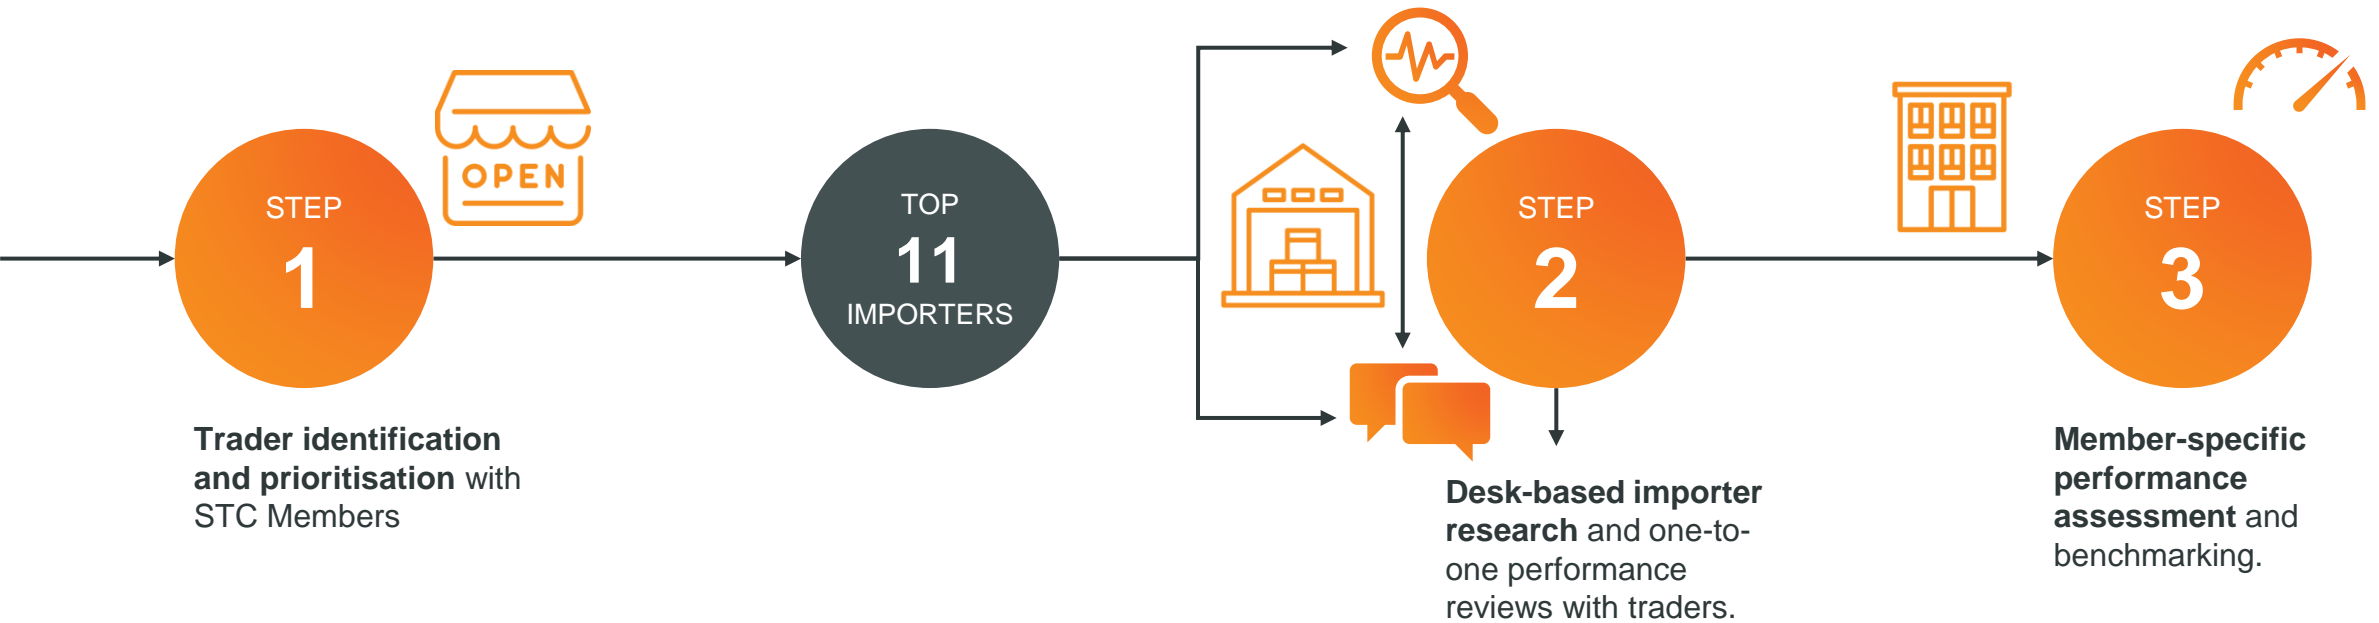 STEP
1
OPEN
Trader identification
and prioritisation with
STC Members
TOP
11
IMPORTERS
STEP
2
Desk-based importer
research and one-to-
one performance
reviews with traders.
STEP
3
Member-specific
performance
assessment and
benchmarking.